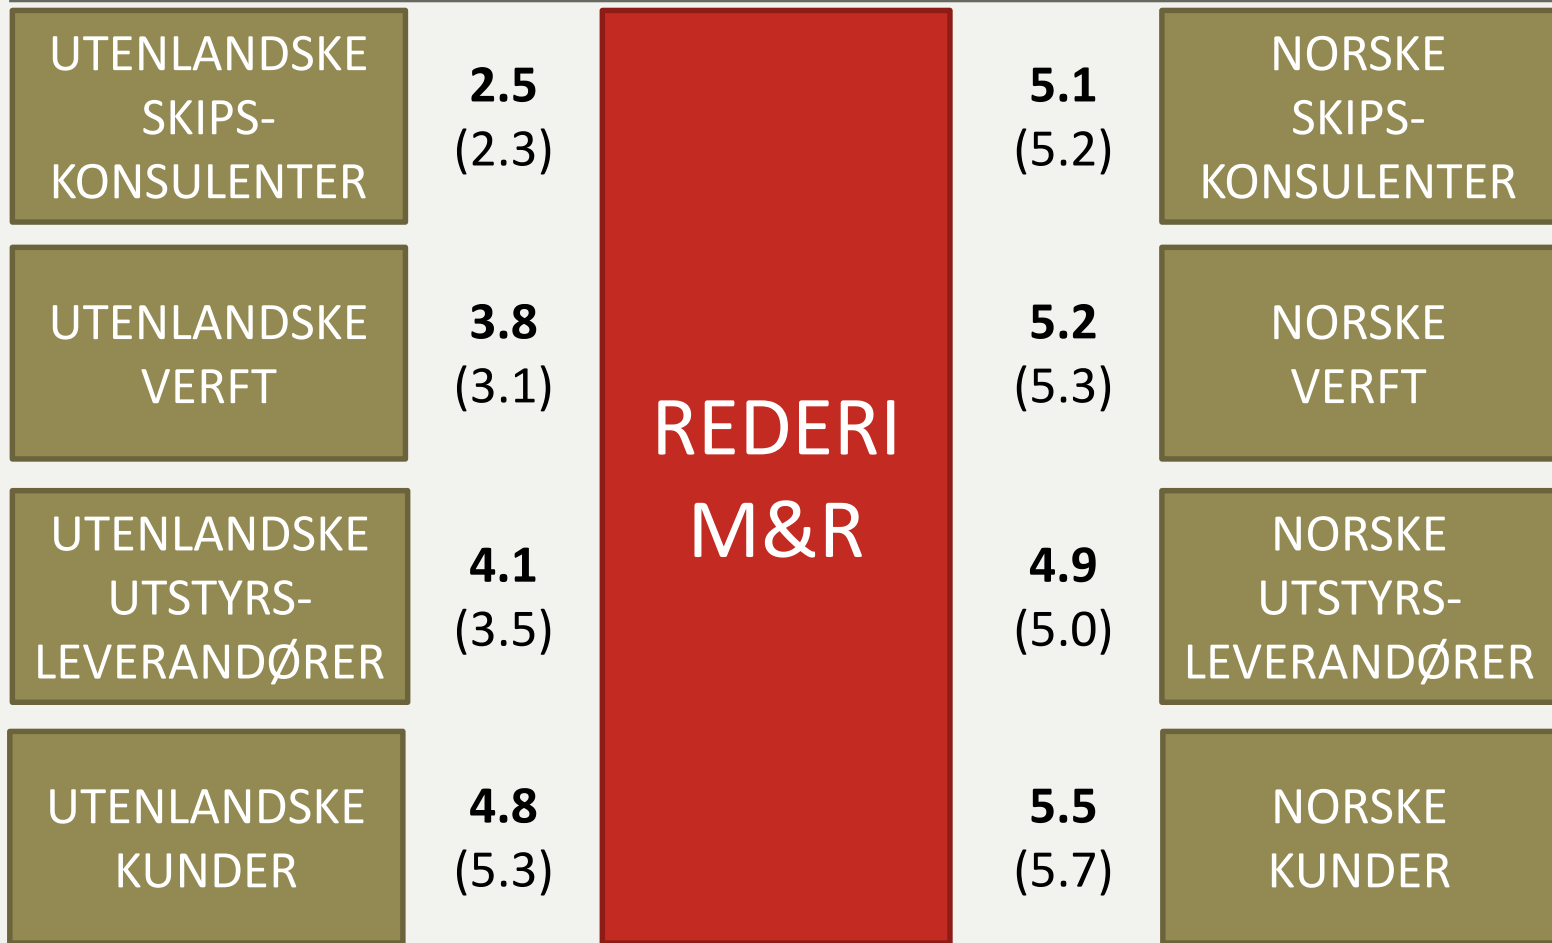 UTENLANDSKE
SKIPS-
KONSULENTER
2.5
(2.3)
5.1
(5.2)
NORSKE
SKIPS-
KONSULENTER
UTENLANDSKE
VERFT
3.8
(3.1)
5.2
(5.3)
NORSKE
VERFT
REDERI
M&R
UTENLANDSKE
UTSTYRS-
LEVERANDØRER
4.1
(3.5)
4.9
(5.0)
NORSKE
UTSTYRS-
LEVERANDØRER
UTENLANDSKE
KUNDER
4.8
(5.3)
5.5
(5.7)
NORSKE
KUNDER